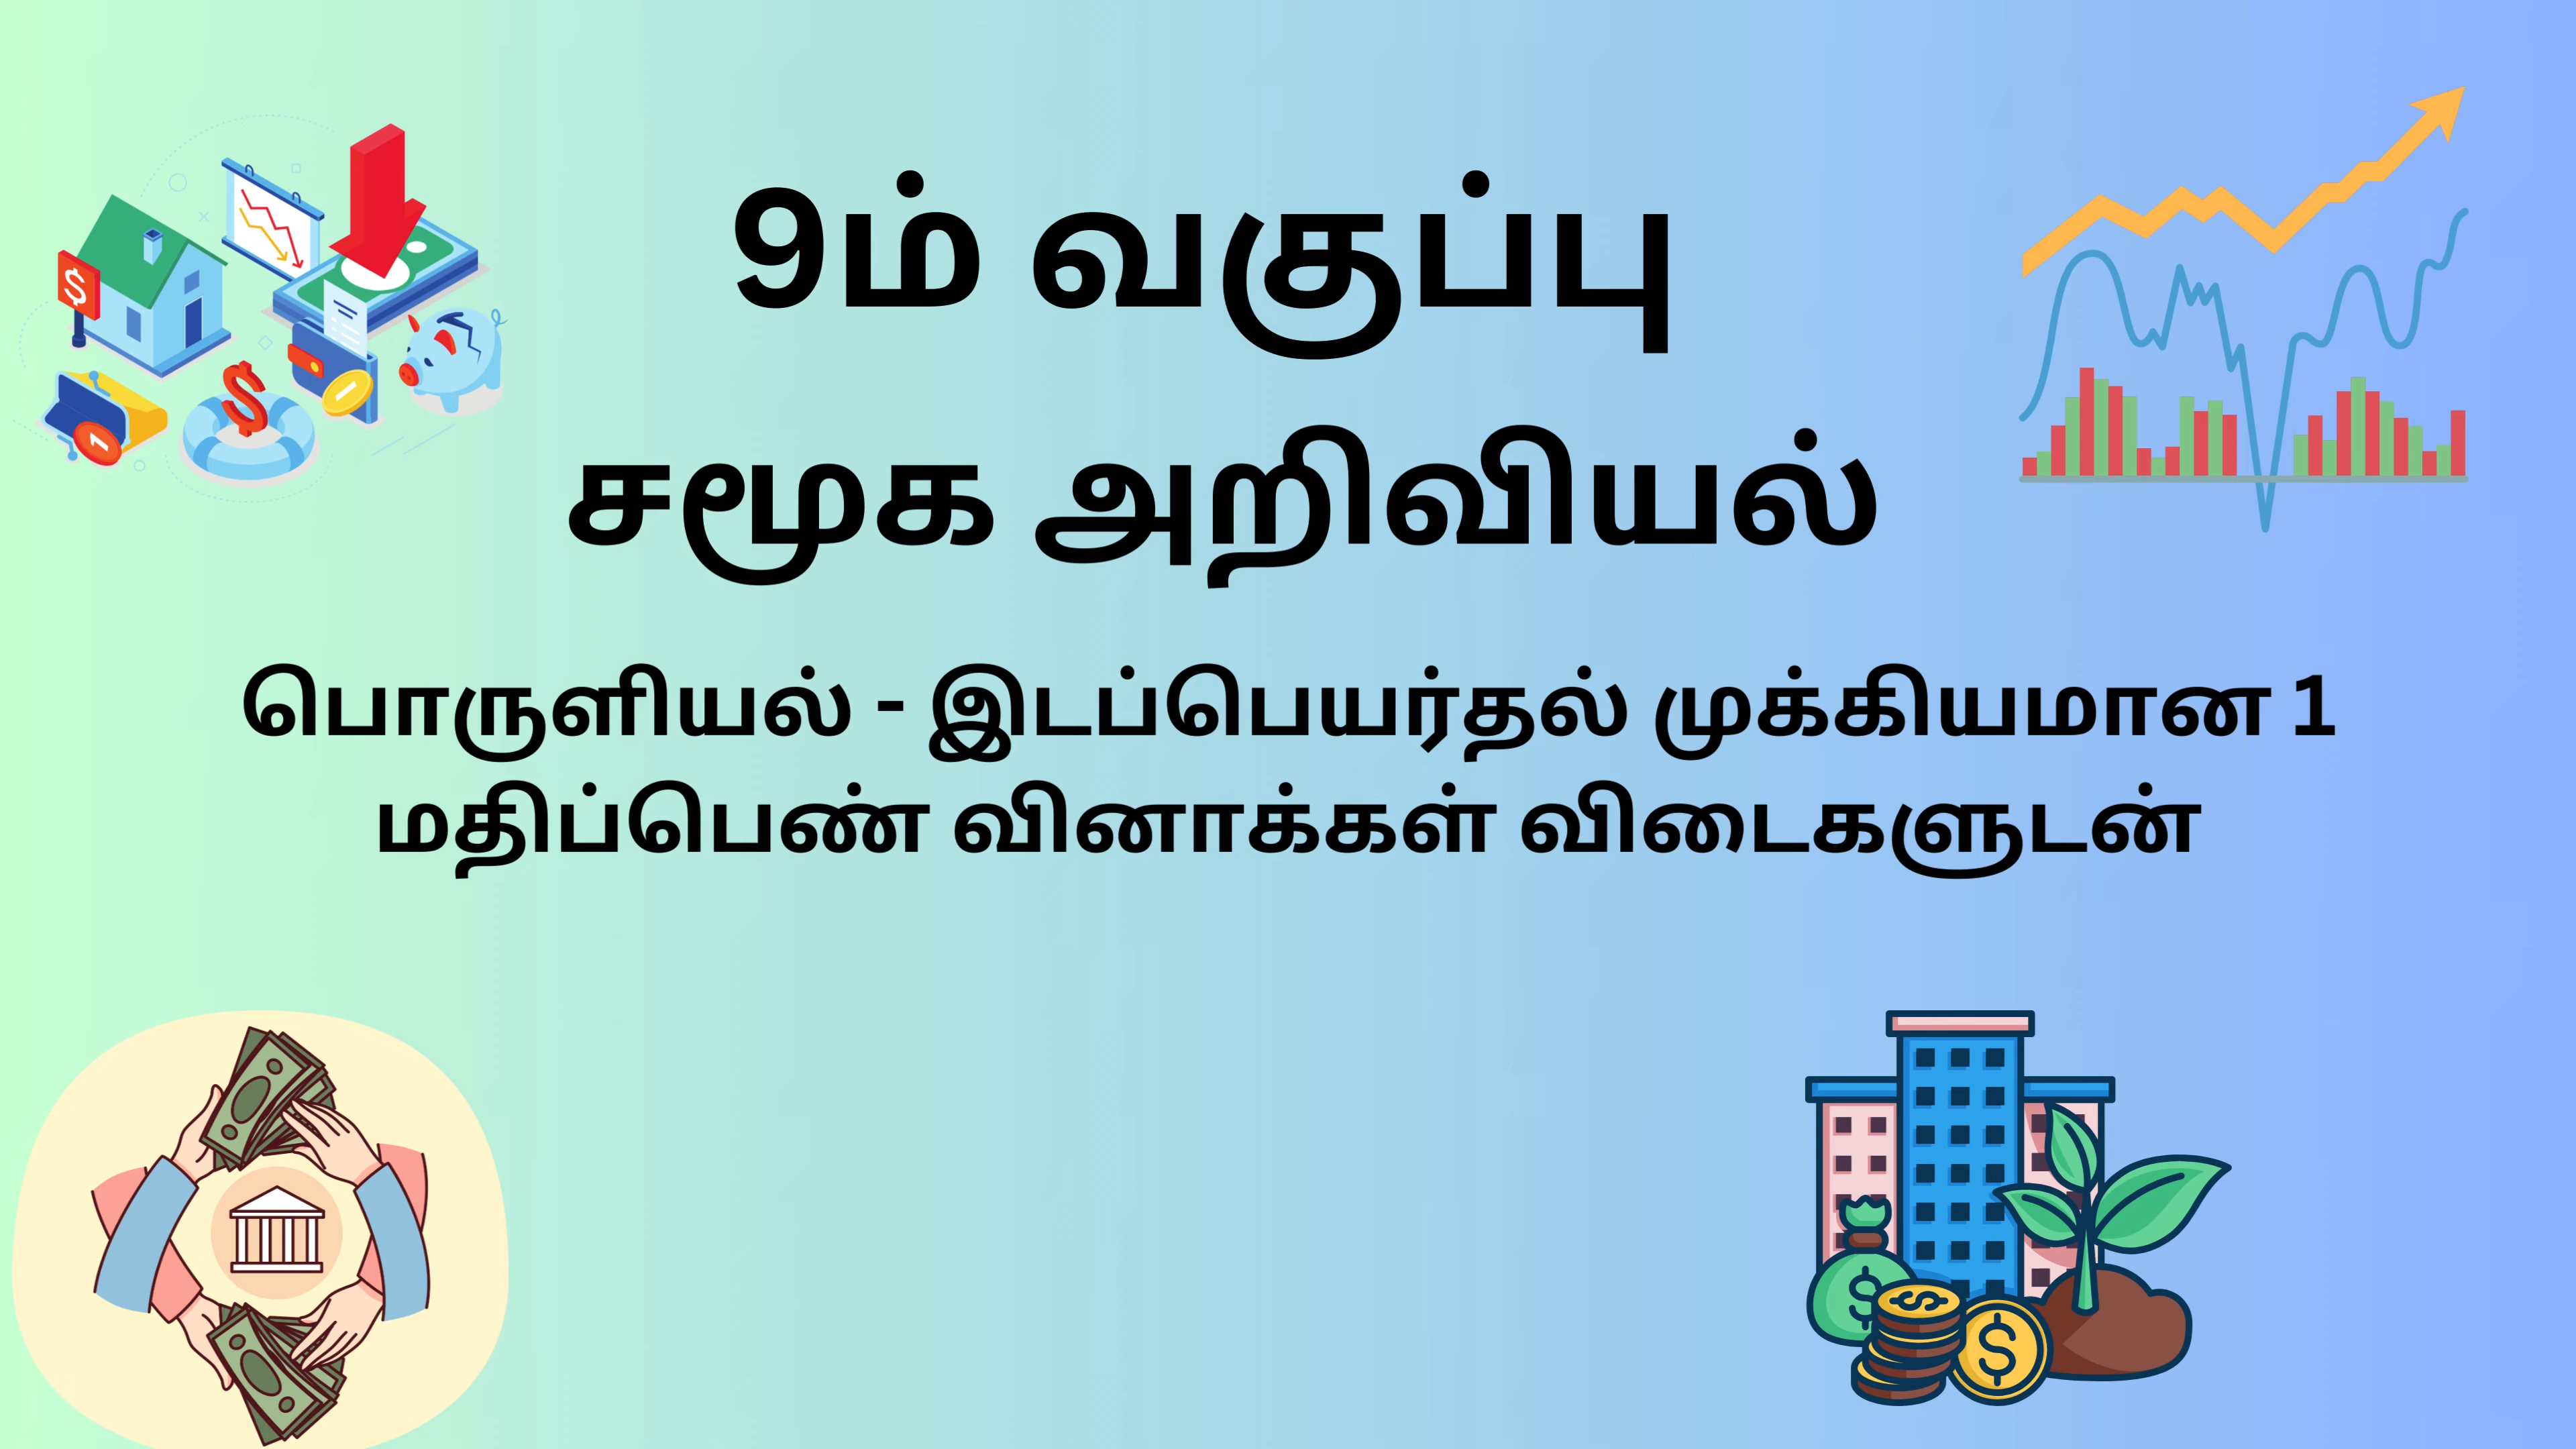 9ம் வகுப்பு
சமூக அறிவியல்
பொருளியல் - இடப்பெயர்தல் முக்கியமான 1
மதிப்பெண் வினாக்கள் விடைகளுடன்